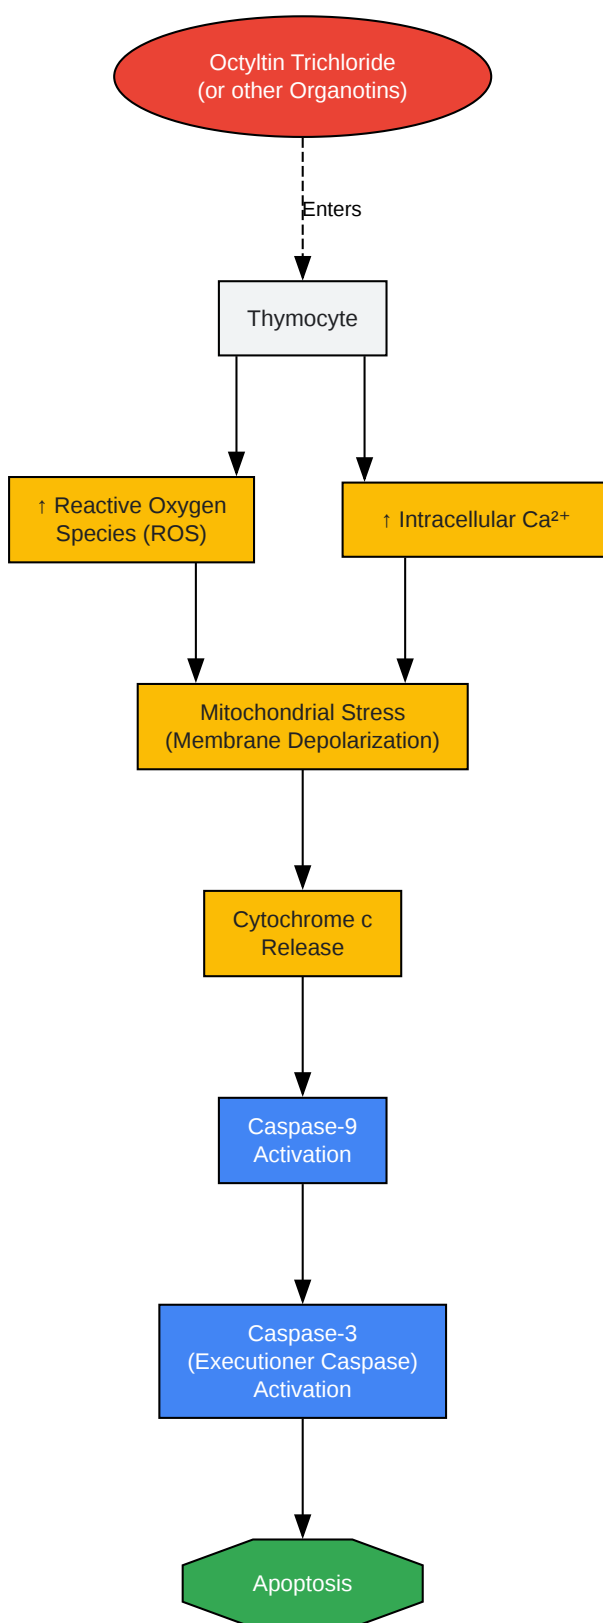 Octyltin Trichloride
(or other Organotins)
Enters
Thymocyte
↑ Reactive Oxygen
Species (ROS)
↑ Intracellular Ca²⁺
Mitochondrial Stress
(Membrane Depolarization)
Cytochrome c
Release
Caspase-9
Activation
Caspase-3
(Executioner Caspase)
Activation
Apoptosis